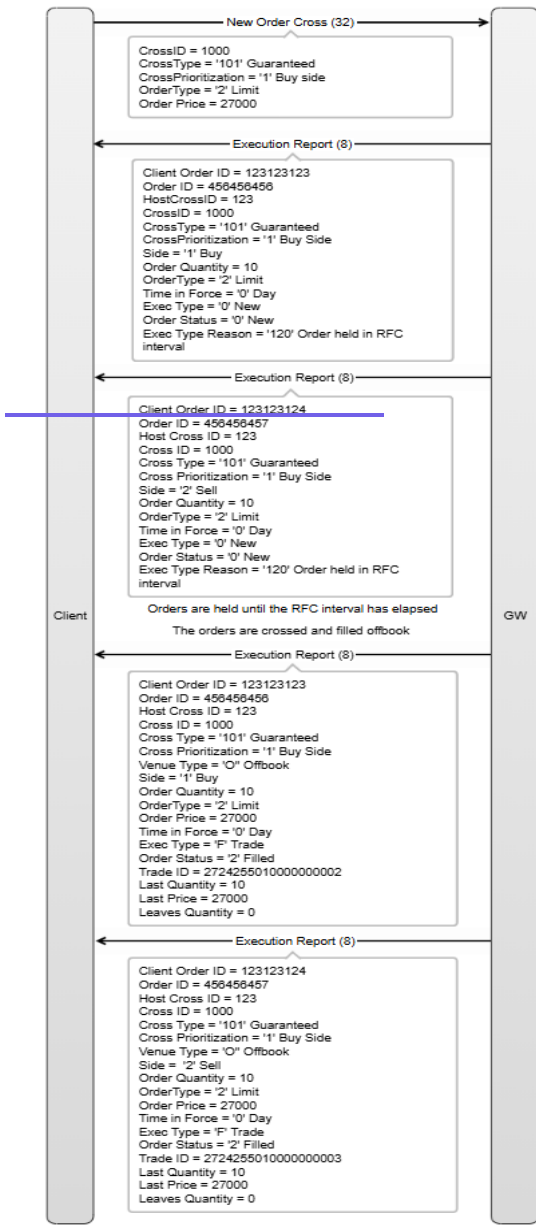 New Order Cross (32)
CrossID = 1000
CrossType = '101' Guaranteed
CrossPrioritization = '1' Buy side
OrderType = '2' Limit
Order Price = 27000
Execution Report (8)
Client Order ID = 123123123
Order ID = 456456456
HostCrossID = 123
CrossID = 1000
CrossType = '101' Guaranteed
CrossPrioritization = '1' Buy Side
Side = '1' Buy
Order Quantity = 10
OrderType = '2' Limit
Time in Force = '0' Day
Exec Type = '0' New
Order Status = '0' New
Exec Type Reason = '120' Order held in RFC
interval
Execution Report (8)
Client Order ID = 123123124
Order ID = 456456457
Host Cross ID = 123
Cross ID = 1000
Cross Type = '101' Guaranteed
Cross Prioritization = '1' Buy Side
Side = '2' Sell
Order Quantity = 10
OrderType = '2' Limit
Time in Force = '0' Day
Exec Type = '0' New
Order Status = '0' New
Exec Type Reason = '120' Order held in RFC
interval
Client
Orders are held until the RFC interval has elapsed
GW
The orders are crossed and filled offbook
Execution Report (8)
Client Order ID = 123123123
Order ID = 456456456
Host Cross ID = 123
Cross ID = 1000
Cross Type = '101' Guaranteed
Cross Prioritization = '1' Buy Side
Venue Type = 'O" Offbook
Side = '1' Buy
Order Quantity = 10
OrderType = '2' Limit
Order Price = 27000
Time in Force = '0' Day
Exec Type = 'F' Trade
Order Status = '2' Filled
Trade ID = 2724255010000000002
Last Quantity = 10
Last Price = 27000
Leaves Quantity = 0
Execution Report (8)
Client Order ID = 123123124
Order ID = 456456457
Host Cross ID = 123
Cross ID = 1000
Cross Type = '101' Guaranteed
Cross Prioritization = '1' Buy Side
Venue Type = 'O" Offbook
Side =  '2' Sell
Order Quantity = 10
OrderType = '2' Limit
Order Price = 27000
Time in Force = '0' Day
Exec Type = 'F' Trade
Order Status = '2' Filled
Trade ID = 2724255010000000003
Last Quantity = 10
Last Price = 27000
Leaves Quantity = 0